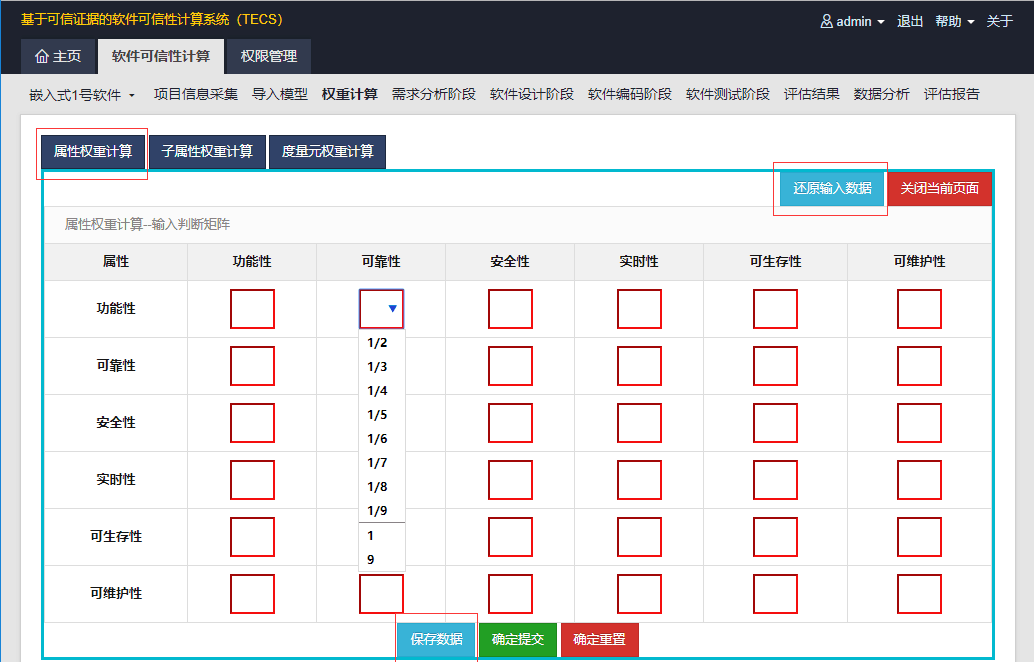 基于可信证据的软件可信性计算系统（TECS）
admin 退出 帮助 关于
主页 软件可信性计算 权限管理
嵌入式1号软件 项目信息采集 导入模型 权重计算 需求分析阶段 软件设计阶段 软件编码阶段 软件测试阶段 评估结果 数据分析 评估报告
属性权重计算 子属性权重计算 度量元权重计算
还原输入数据 关闭当前页面
属性权重计算--输入判断矩阵
属性 功能性 可靠性 安全性 实时性 可生存性 可维护性
功能性
1/2
可靠性
1/3
1/4
安全性
1/5
1/6
1/7
实时性
1/8
1/9
可生存性
1
9
可维护性
保存数据 确定提交 确定重置